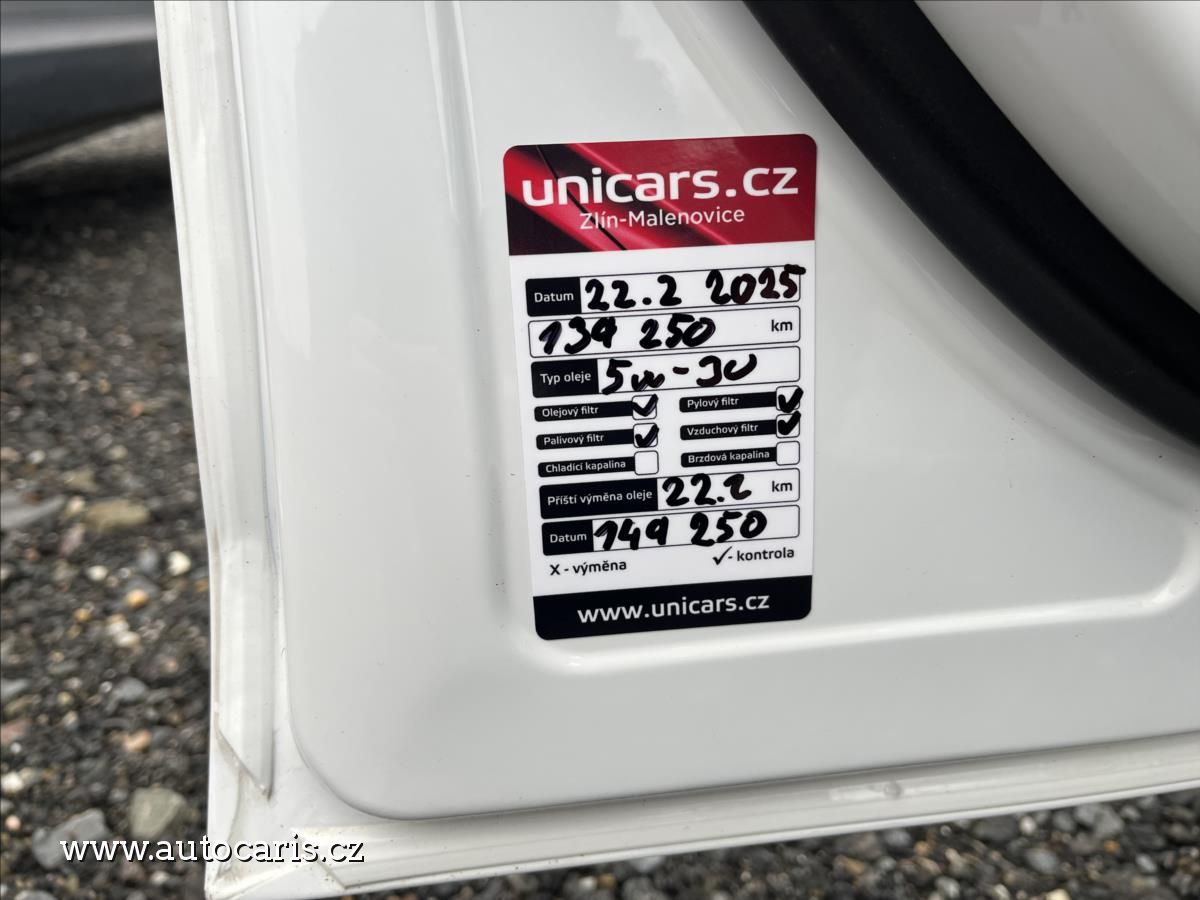 unicars.cz
Zlín-Malenovice
Datum 22.2 2025
134 250 km
Typ oleje 5w-30
Olejový filtr ✓ Pylový filtr ✓
Palivový filtr ✓ Vzduchový filtr ✓
Chladící kapalina Brzdová kapalina
Příští výměna oleje 22.2 km
Datum 149 250
X - výměna ✓- kontrola
www.unicars.cz
www.autocaris.cz